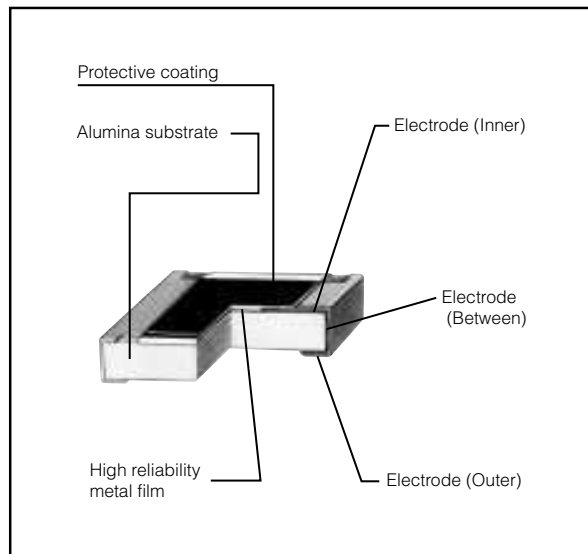 Protective coating
Alumina substrate
Electrode (Inner)
Electrode
(Between)
High reliability
metal film
Electrode (Outer)